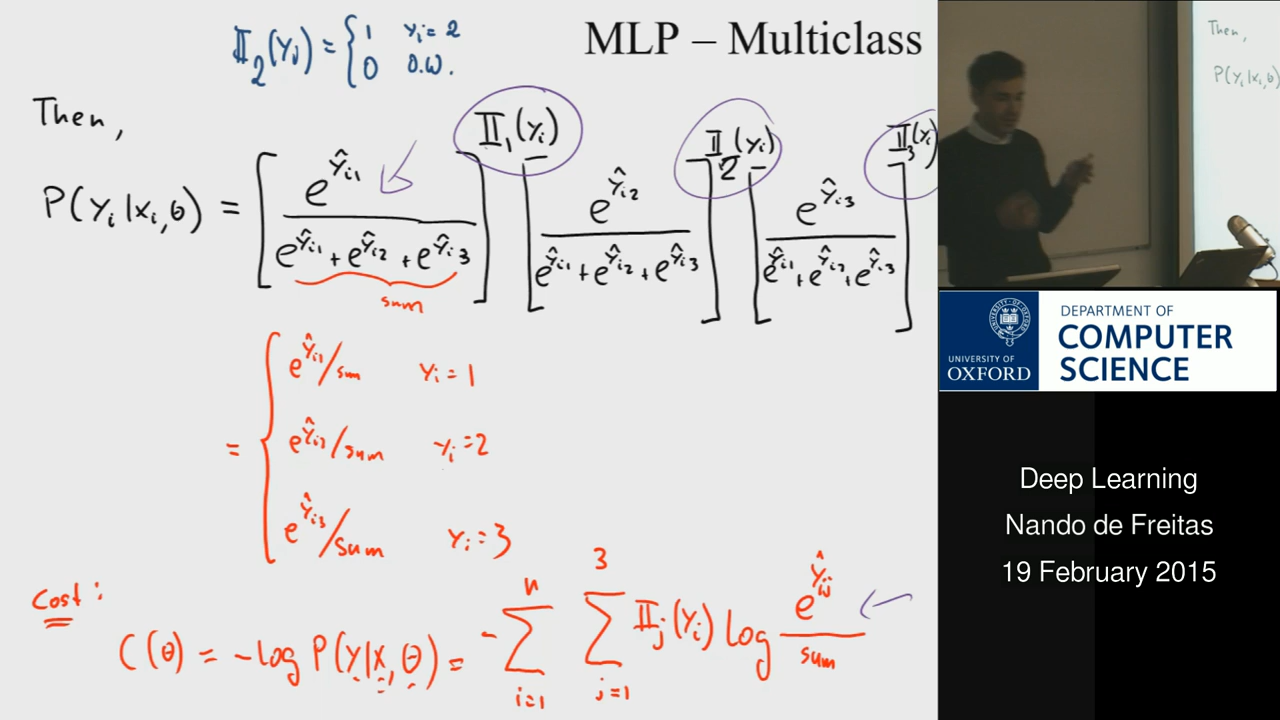 MLP – Multiclass
𝕀₂(yᵢ) = { 1 yᵢ = 2
0 o.w.
Then,
P(yᵢ|xᵢ,θ) = [ e^ŷᵢ₁ / (e^ŷᵢ₁ + e^ŷᵢ₂ + e^ŷᵢ₃) ]^𝕀₁(yᵢ) [ e^ŷᵢ₂ / (e^ŷᵢ₁ + e^ŷᵢ₂ + e^ŷᵢ₃) ]^𝕀₂(yᵢ) [ e^ŷᵢ₃ / (e^ŷᵢ₁ + e^ŷᵢ₂ + e^ŷᵢ₃) ]^𝕀₃(yᵢ)
sum
= { e^ŷᵢ₁/sum yᵢ = 1
e^ŷᵢ₂/sum yᵢ = 2
e^ŷᵢ₃/sum yᵢ = 3
Cost:
C(θ) = -log P(Y|X,θ) = - ∑_{i=1}^{n} ∑_{j=1}^{3} 𝕀ⱼ(yᵢ) log e^ŷᵢⱼ / sum
Then,
P(yᵢ|xᵢ,θ)
UNIVERSITY OF
OXFORD
DEPARTMENT OF
COMPUTER
SCIENCE
Deep Learning
Nando de Freitas
19 February 2015